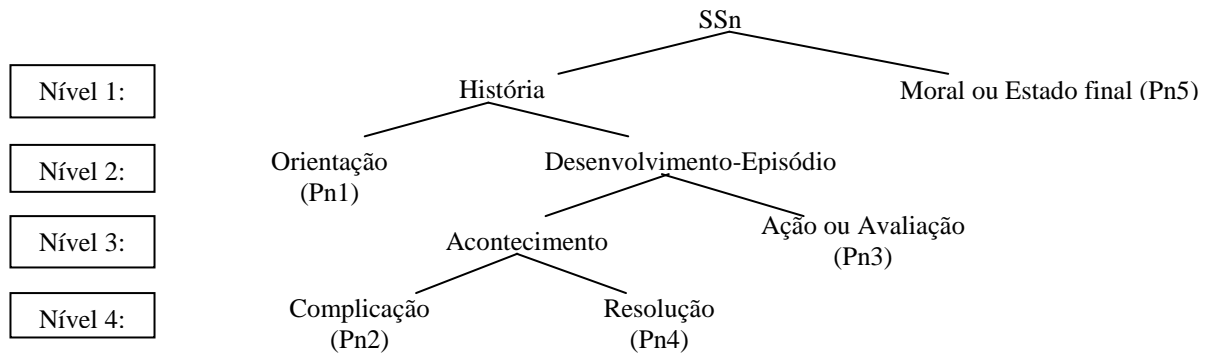 SSn
Nível 1:
História
Moral ou Estado final (Pn5)
Nível 2:
Orientação
(Pn1)
Desenvolvimento-Episódio
Nível 3:
Acontecimento
Ação ou Avaliação
(Pn3)
Nível 4:
Complicação
(Pn2)
Resolução
(Pn4)